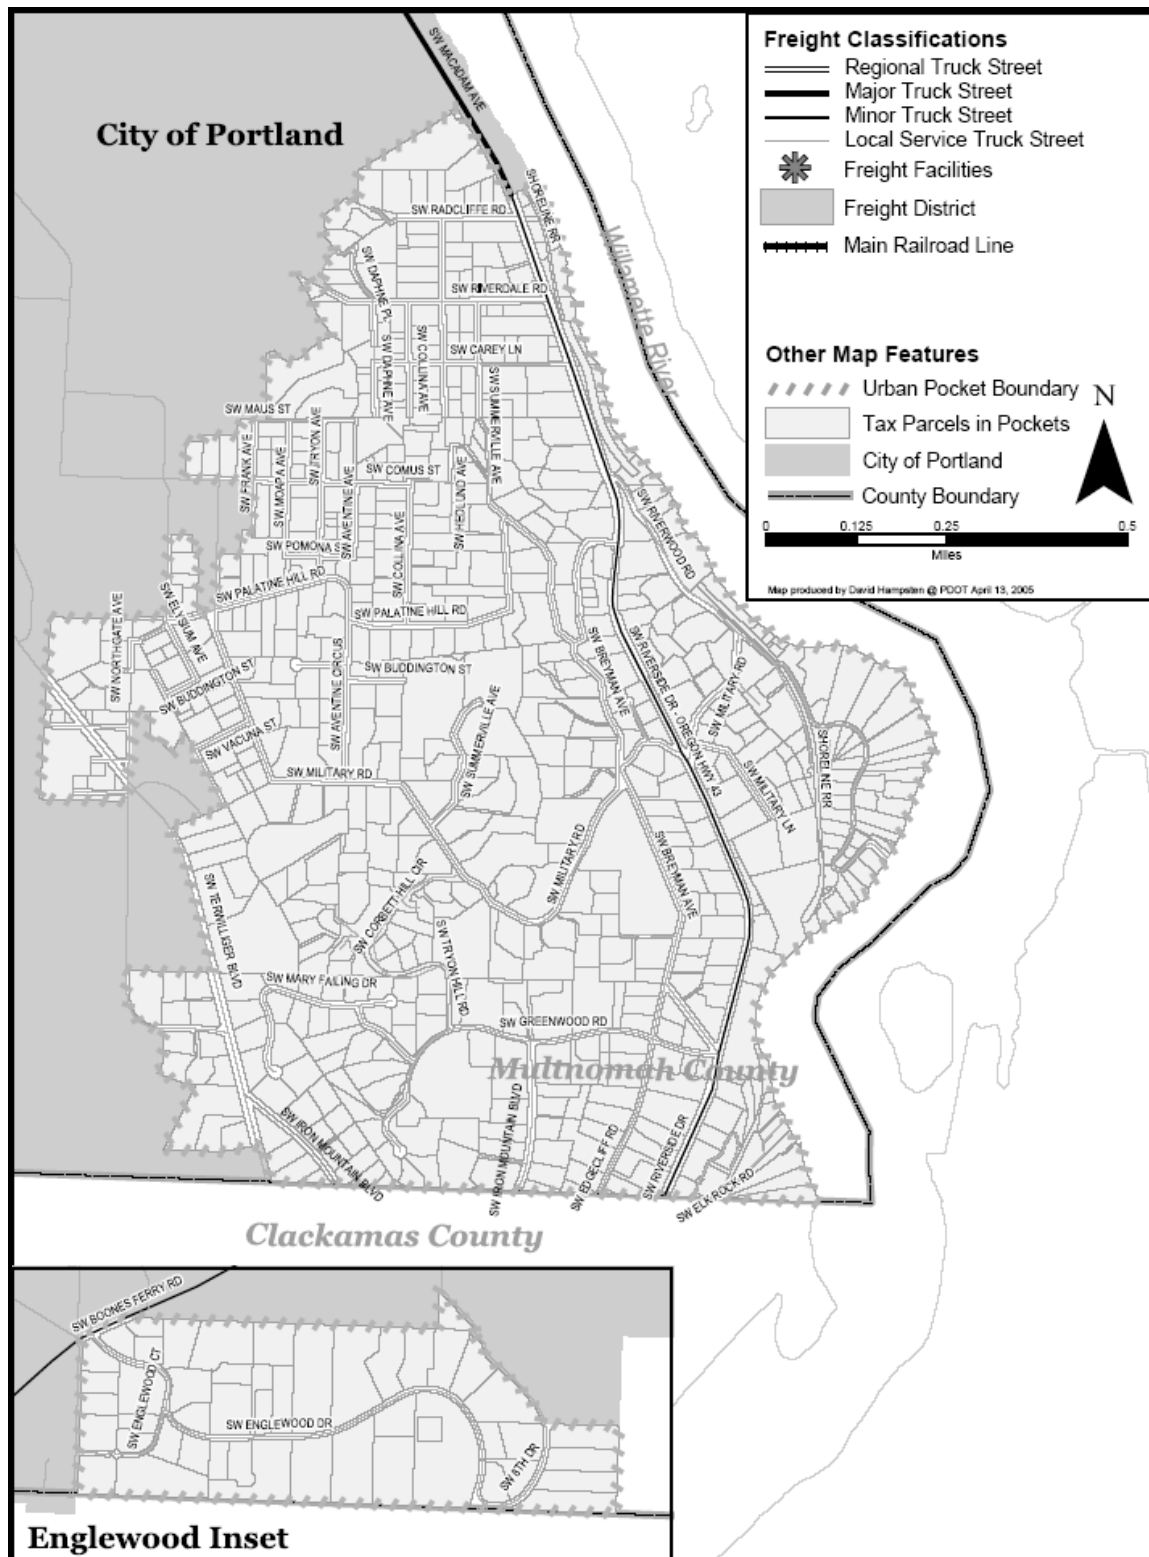 SW MACADAM AVE
City of Portland
Freight Classifications
Regional Truck Street
Major Truck Street
Minor Truck Street
Local Service Truck Street
Freight Facilities
Freight District
Main Railroad Line
Other Map Features
Urban Pocket Boundary
N
Tax Parcels in Pockets
City of Portland
County Boundary
0 0.125 0.25 0.5
Miles
Map produced by David Hampsten @ PDOT April 13, 2005
SHORELINE RR
SW RADCLIFFE RD
Willamette River
SW DAPHNE PL
SW RIVERDALE RD
SW DAPHNE AVE
SW COLLINA AVE
SW CAREY LN
SW SUMMERVILLE AVE
SW MAUS ST
SW FRANK AVE
SW MOAPA AVE
SW TRYON AVE
SW AVENTINE AVE
SW COMUS ST
SW HEDLUND AVE
SW COLLINA AVE
SW POMONA S
SW RIVERWOOD RD
SW PALATINE HILL RD
SW PALATINE HILL RD
SW NORTHGATE AVE
SW ELYSIUM AVE
SW BUDDINGTON ST
SW AVENTINE CIRCUS
SW BUDDINGTON ST
SW BREYMAN AVE
SW RIVERSIDE DR - OREGON HWY 43
SW MILITARY RD
SW VACUNA ST
SW SUMMERVILLE AVE
SHORELINE RR
SW MILITARY RD
SW MILITARY LN
SW MILITARY RD
SW BREYMAN AVE
SW CORBETT HILL CIR
SW TERWILLIGER BLVD
SW TRYON HILL RD
SW MARY FAILING DR
SW GREENWOOD RD
Multnomah County
SW IRON MOUNTAIN BLVD
SW IRON MOUNTAIN BLVD
SW EDGECLIFF RD
SW RIVERSIDE DR
SW ELK ROCK RD
Clackamas County
SW BOONES FERRY RD
SW ENGLEWOOD CT
SW ENGLEWOOD DR
SW 8TH DR
Englewood Inset